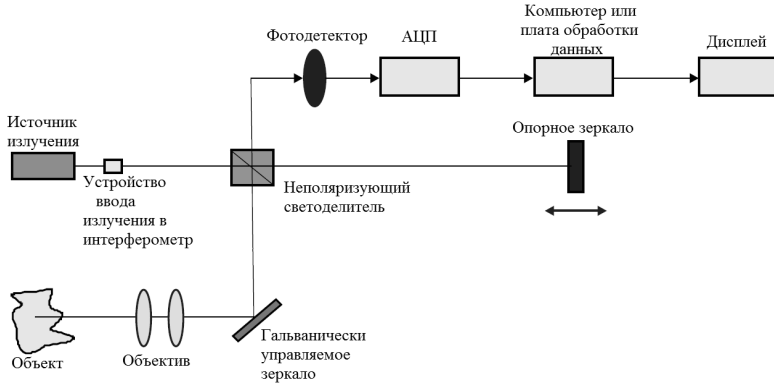 Фотодетектор
АЦП
Компьютер или
плата обработки
данных
Дисплей
Источник
излучения
Опорное зеркало
Устройство
ввода
излучения в
интерферометр
Неполяризующий
светоделитель
Объект
Объектив
Гальванически
управляемое
зеркало